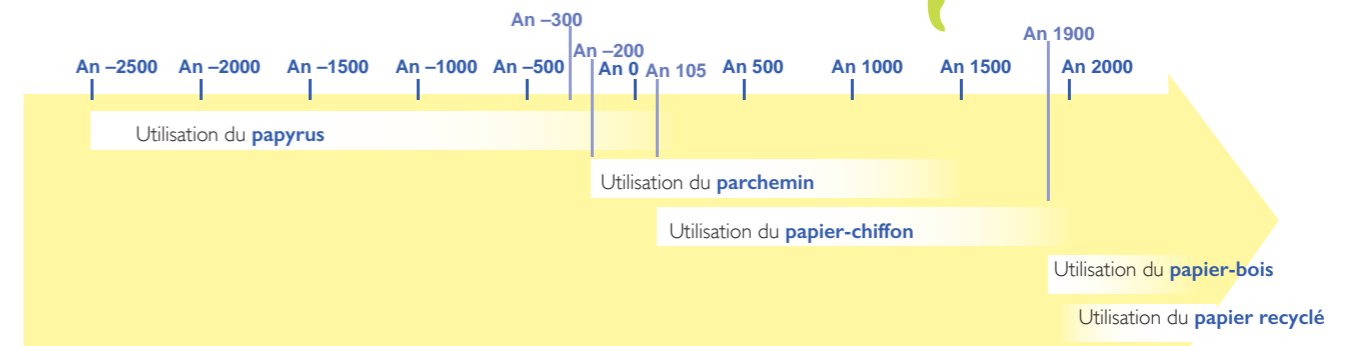 An –300
An 1900
An –200
An –2500 An –2000 An –1500 An –1000 An –500 An 0 An 105 An 500 An 1000 An 1500 An 2000
Utilisation du papyrus
Utilisation du parchemin
Utilisation du papier-chiffon
Utilisation du papier-bois
Utilisation du papier recyclé